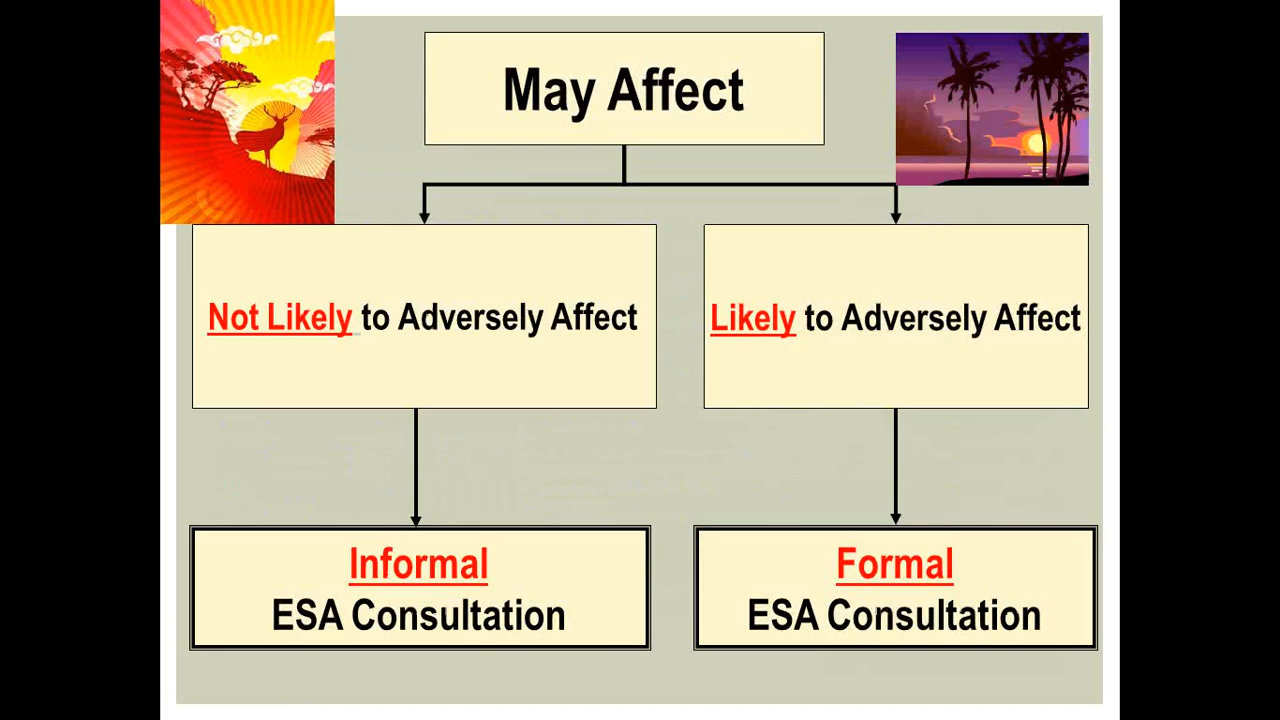 May Affect
Not Likely to Adversely Affect
Likely to Adversely Affect
Informal
ESA Consultation
Formal
ESA Consultation